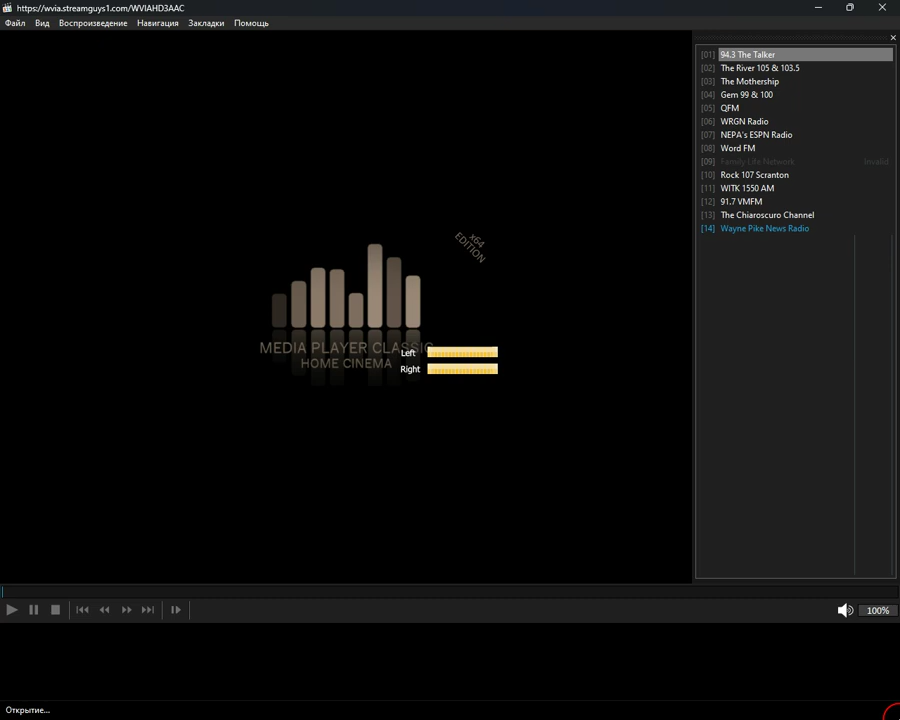 https://wvia.streamguys1.com/WVIAHD3AAC
Файл Вид Воспроизведение Навигация Закладки Помощь
[01] 94.3 The Talker
[02] The River 105 & 103.5
[03] The Mothership
[04] Gem 99 & 100
[05] QFM
[06] WRGN Radio
[07] NEPA's ESPN Radio
[08] Word FM
[09] Family Life Network Invalid
[10] Rock 107 Scranton
[11] WITK 1550 AM
[12] 91.7 VMFM
[13] The Chiaroscuro Channel
[14] Wayne Pike News Radio
x64
EDITION
MEDIA PLAYER CLASSIC
HOME CINEMA
Left
Right
100%
Открытие...